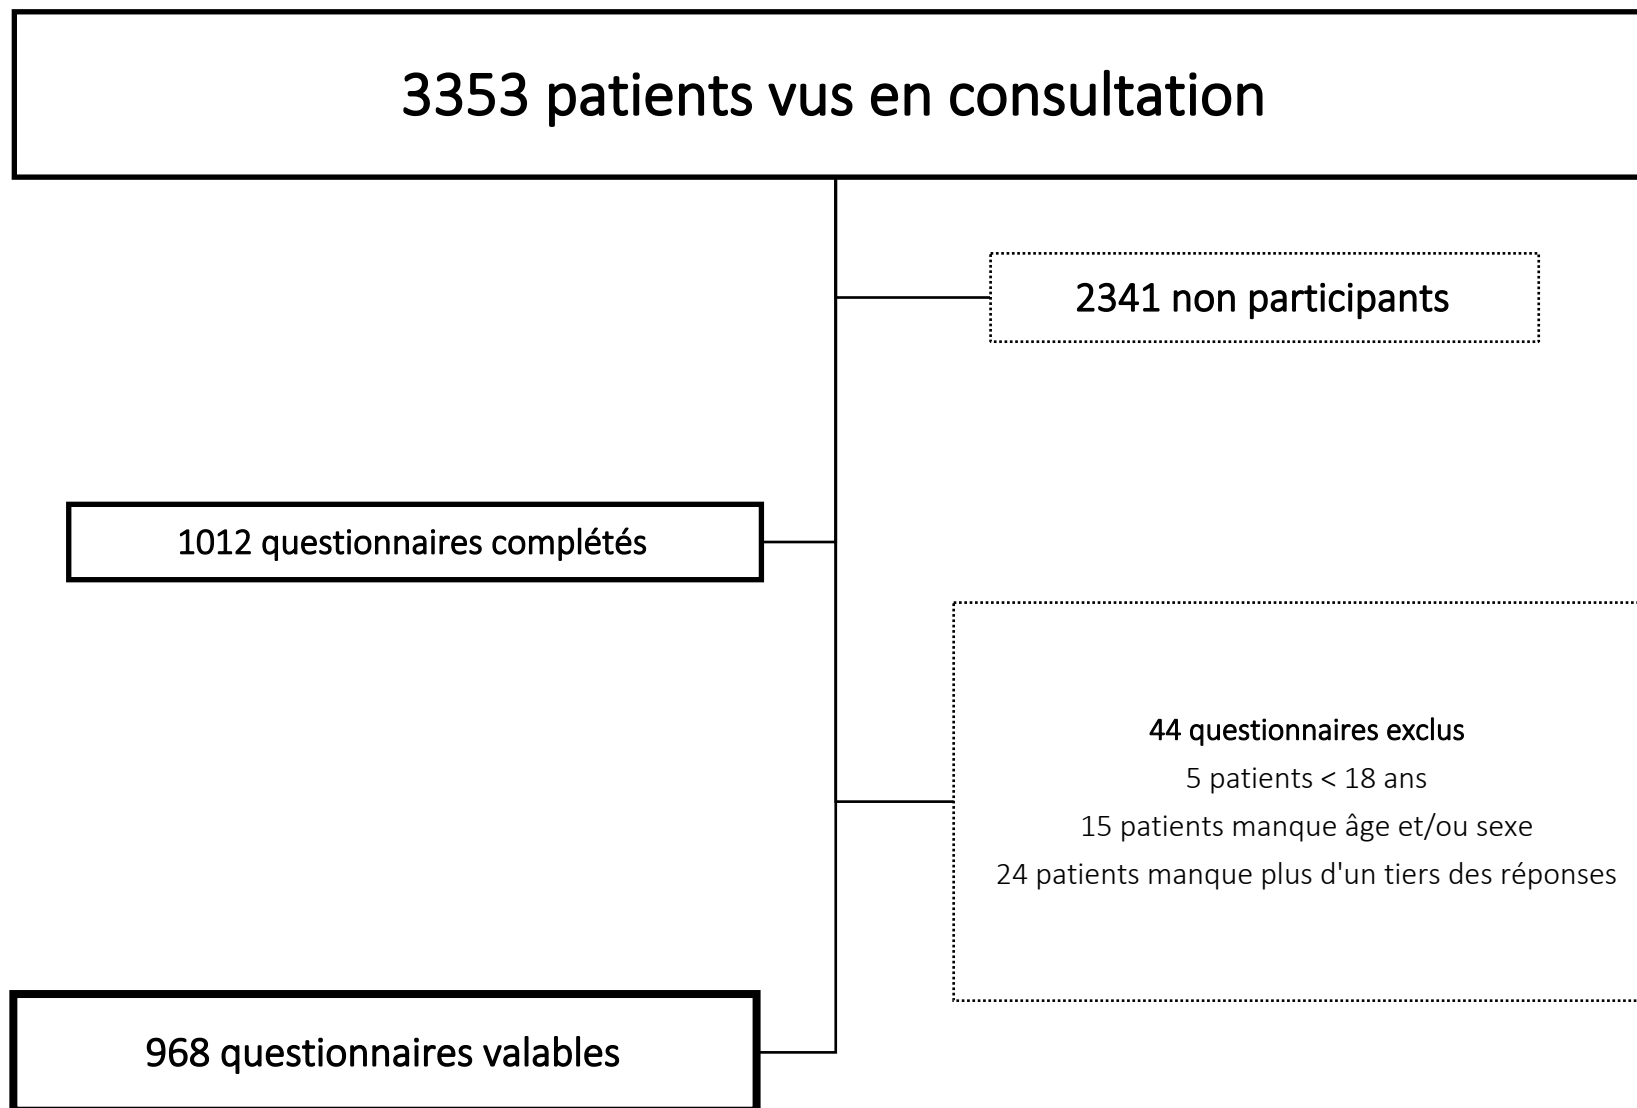 3353 patients vus en consultation
2341 non participants
1012 questionnaires complétés
44 questionnaires exclus
5 patients < 18 ans
15 patients manque âge et/ou sexe
24 patients manque plus d'un tiers des réponses
968 questionnaires valables